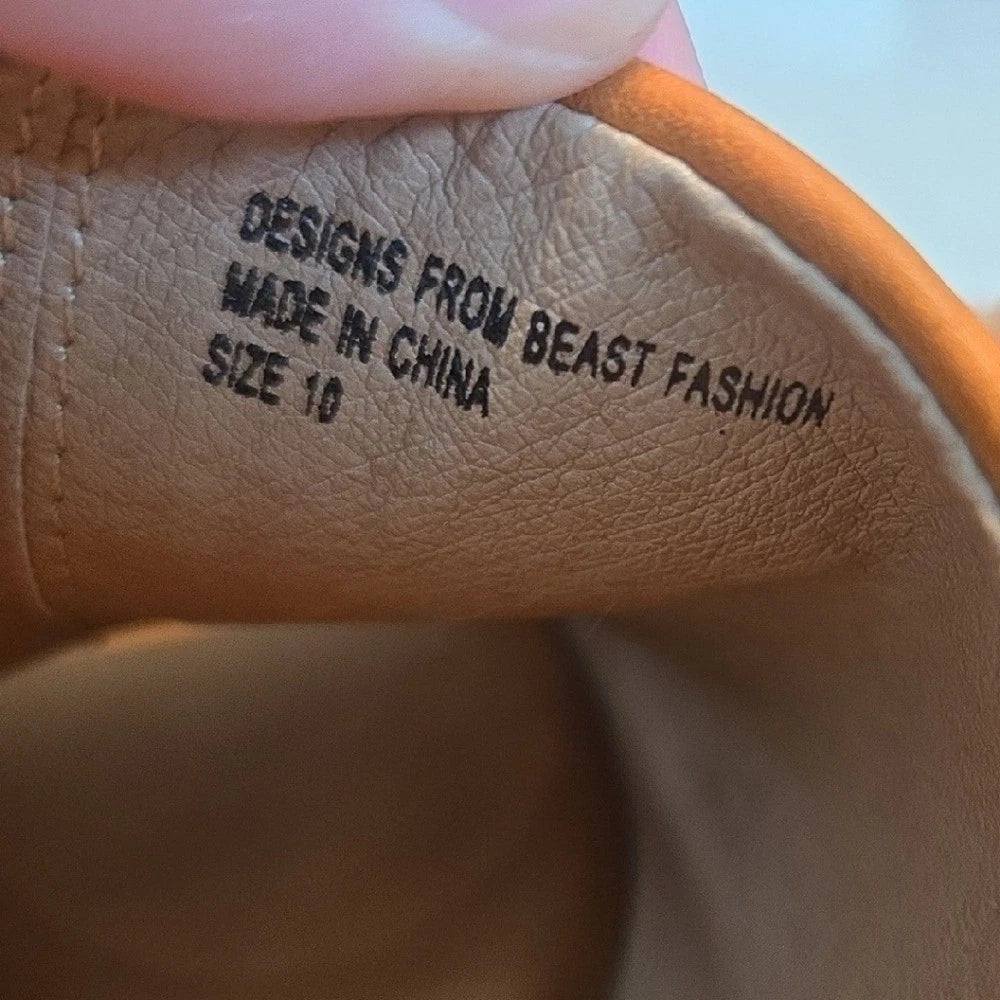 DESIGNS FROM BEAST FASHION
MADE IN CHINA
SIZE 10